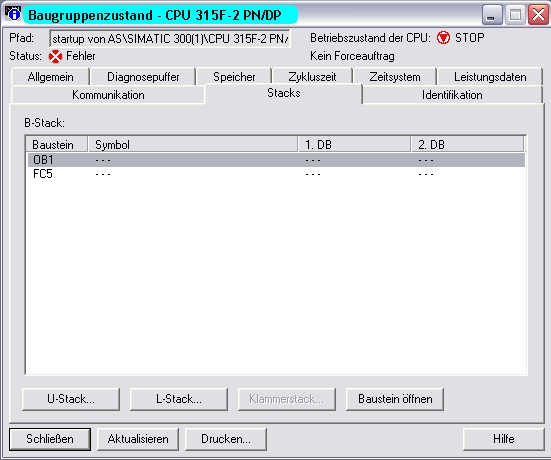 Baugruppenzustand - CPU 315F-2 PN/DP
Pfad: startup von AS\SIMATIC 300(1)\CPU 315F-2 PN/ Betriebszustand der CPU: STOP
Status: Fehler Kein Forceauftrag
Allgemein Diagnosepuffer Speicher Zykluszeit Zeitsystem Leistungsdaten
Kommunikation Stacks Identifikation
B-Stack:
Baustein Symbol 1. DB 2. DB
OB1 - - - - - - - - -
FC5 - - - - - - - - -
U-Stack... L-Stack... Klammerstack... Baustein öffnen
Schließen Aktualisieren Drucken... Hilfe